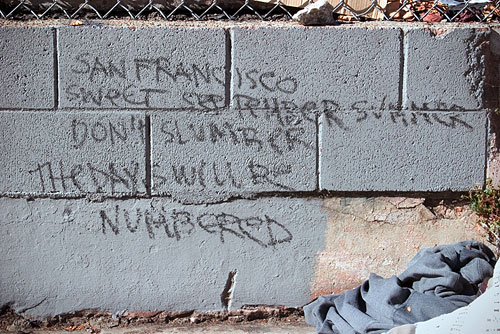 SAN FRANCISCO
SWEET SEPTEMBER SUMMER
DON'T SLUMBER
THE DAYS WILL BE
NUMBERED